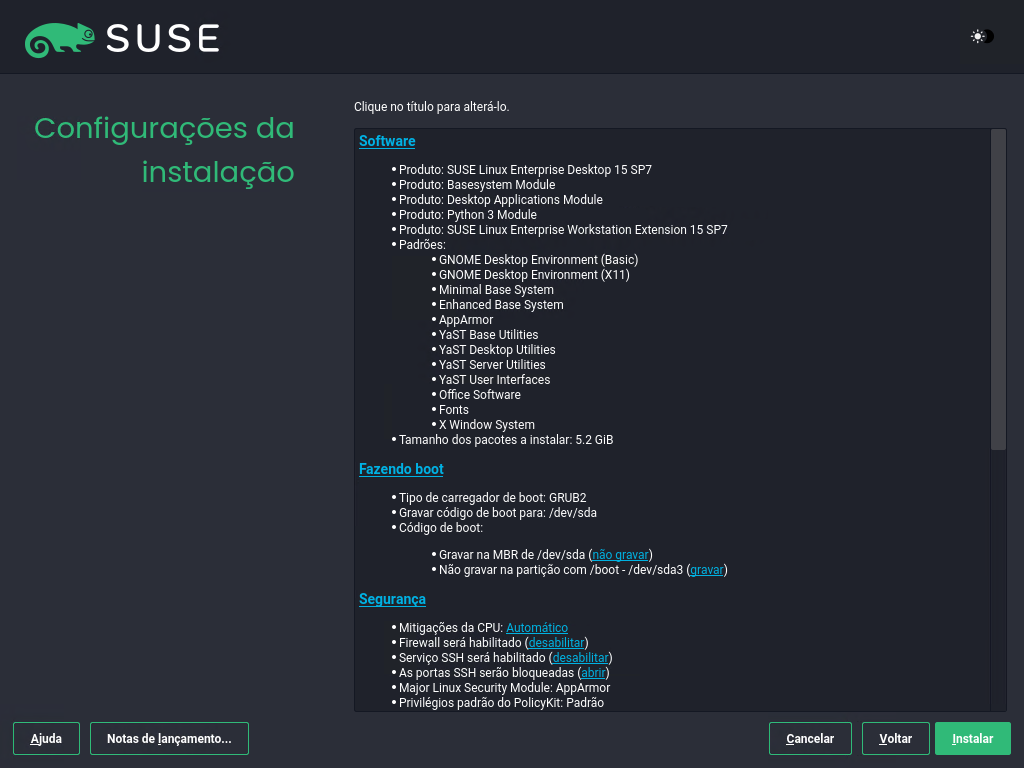 SUSE
Configurações da
instalação
Clique no título para alterá-lo.
Software
• Produto: SUSE Linux Enterprise Desktop 15 SP7
• Produto: Basesystem Module
• Produto: Desktop Applications Module
• Produto: Python 3 Module
• Produto: SUSE Linux Enterprise Workstation Extension 15 SP7
• Padrões:
• GNOME Desktop Environment (Basic)
• GNOME Desktop Environment (X11)
• Minimal Base System
• Enhanced Base System
• AppArmor
• YaST Base Utilities
• YaST Desktop Utilities
• YaST Server Utilities
• YaST User Interfaces
• Office Software
• Fonts
• X Window System
• Tamanho dos pacotes a instalar: 5.2 GiB
Fazendo boot
• Tipo de carregador de boot: GRUB2
• Gravar código de boot para: /dev/sda
• Código de boot:
• Gravar na MBR de /dev/sda (não gravar)
• Não gravar na partição com /boot - /dev/sda3 (gravar)
Segurança
• Mitigações da CPU: Automático
• Firewall será habilitado (desabilitar)
• Serviço SSH será habilitado (desabilitar)
• As portas SSH serão bloqueadas (abrir)
• Major Linux Security Module: AppArmor
• Privilégios padrão do PolicyKit: Padrão
Ajuda
Notas de lançamento...
Cancelar
Voltar
Instalar